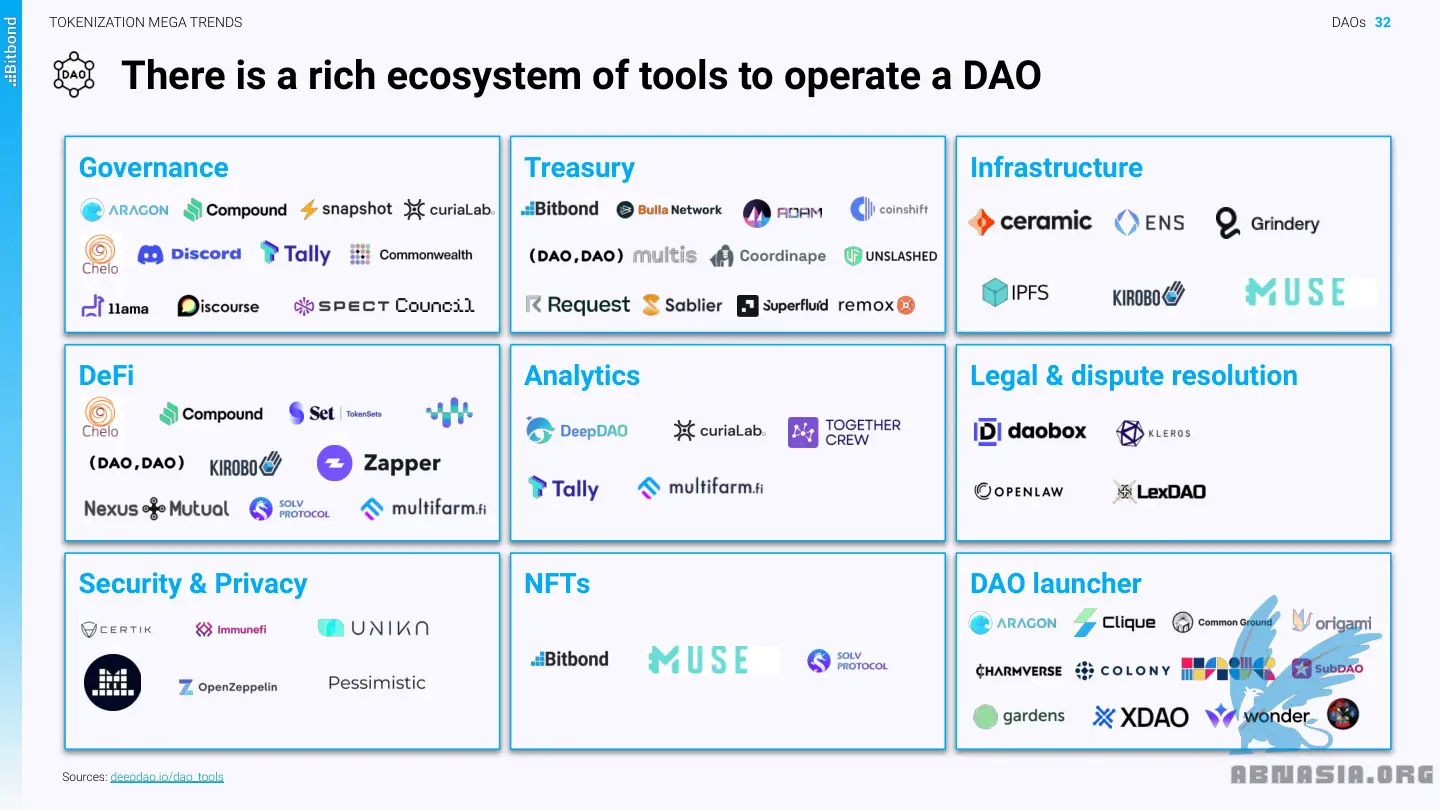 Bitbond
TOKENIZATION MEGA TRENDS
DAOs 32
DAO
There is a rich ecosystem of tools to operate a DAO
Governance
ARAGON Compound snapshot curiaLab.
Chelo Discord Tally Commonwealth
llama Discourse SPECT Council
Treasury
Bitbond Bulla Network ADAM coinshift
(DAO,DAO) multis Coordinape UNSLASHED
Request Sablier Superfluid remox
Infrastructure
ceramic ENS Grindery
IPFS KIROBO MUSE
DeFi
Chelo Compound Set TokenSets
(DAO,DAO) KIROBO Zapper
Nexus Mutual SOLV PROTOCOL multifarm.fi
Analytics
DeepDAO curiaLab. TOGETHER CREW
Tally multifarm.fi
Legal & dispute resolution
daobox KLEROS
OPENLAW LexDAO
Security & Privacy
CERTIK Immunefi UNIKN
OpenZeppelin Pessimistic
NFTs
Bitbond MUSE SOLV PROTOCOL
DAO launcher
ARAGON Clique Common Ground origami
CHARMVERSE COLONY SubDAO
gardens XDAO wonder
Sources: deepdao.io/dao_tools
ABNASIA.ORG